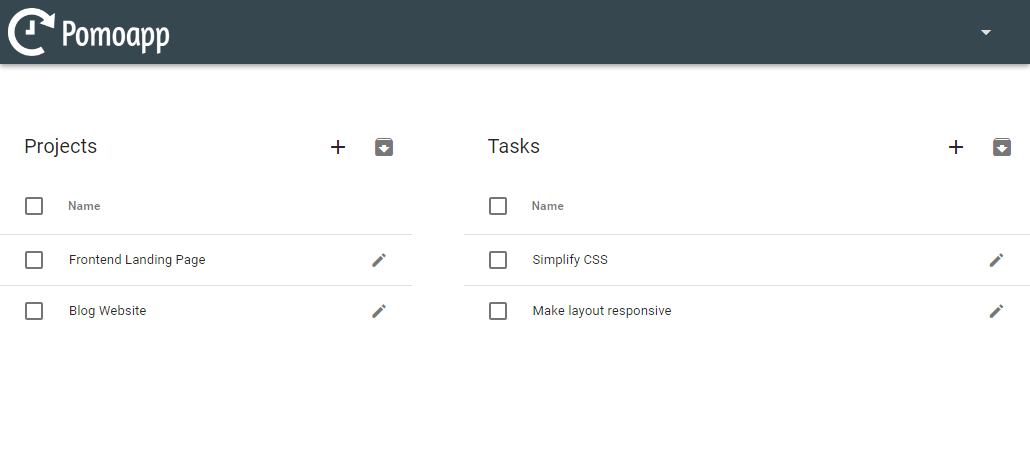 Pomoapp
Projects
Name
Frontend Landing Page
Blog Website
Tasks
Name
Simplify CSS
Make layout responsive